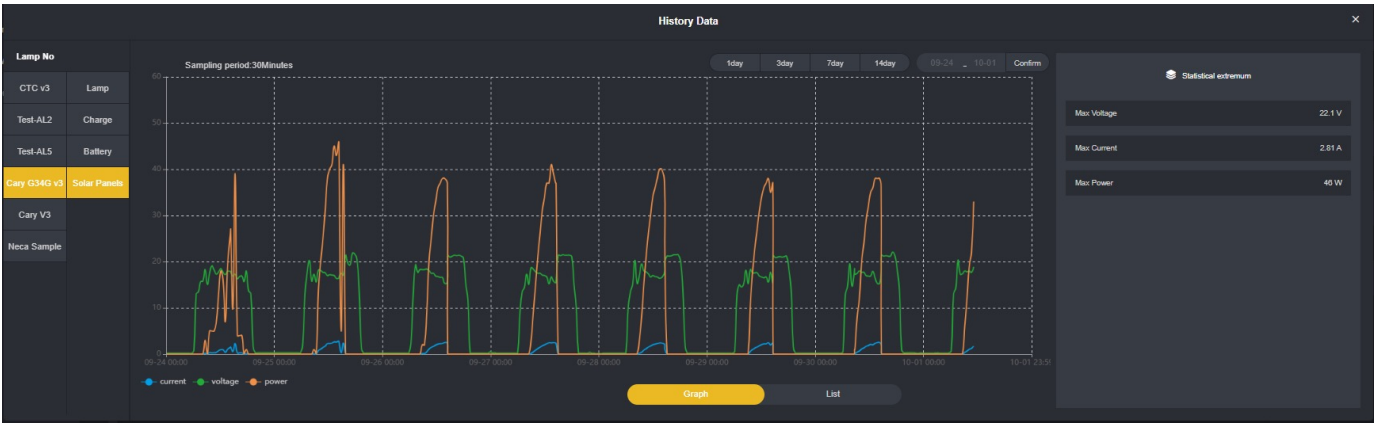 History Data
×
Lamp No
CTC v3
Lamp
Test-AL2
Charge
Test-AL5
Battery
Cary G34G v3
Solar Panels
Cary V3
Neca Sample
Sampling period:30Minutes
1day
3day
7day
14day
09-24 - 10-01
Confirm
60
50
40
30
20
10
0
09-24 00:00
09-25 00:00
09-26 00:00
09-27 00:00
09-28 00:00
09-29 00:00
09-30 00:00
10-01 00:00
10-01 23:5
current
voltage
power
Graph
List
Statistical extremum
Max Voltage
22.1 V
Max Current
2.81 A
Max Power
46 W